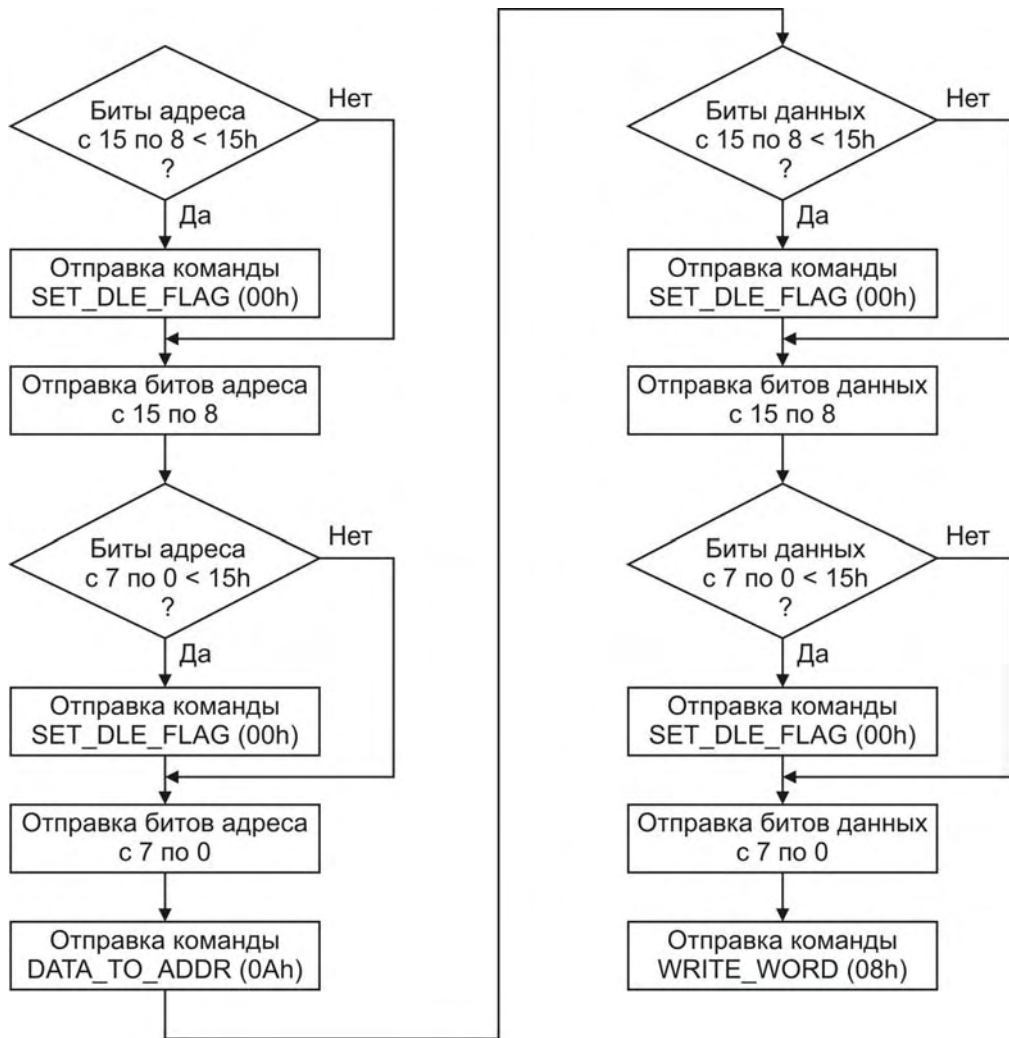 Биты адреса
с 15 по 8 < 15h
?
Нет
Да
Отправка команды
SET_DLE_FLAG (00h)
Отправка битов адреса
с 15 по 8
Биты адреса
с 7 по 0 < 15h
?
Нет
Да
Отправка команды
SET_DLE_FLAG (00h)
Отправка битов адреса
с 7 по 0
Отправка команды
DATA_TO_ADDR (0Ah)
Биты данных
с 15 по 8 < 15h
?
Нет
Да
Отправка команды
SET_DLE_FLAG (00h)
Отправка битов данных
с 15 по 8
Биты данных
с 7 по 0 < 15h
?
Нет
Да
Отправка команды
SET_DLE_FLAG (00h)
Отправка битов данных
с 7 по 0
Отправка команды
WRITE_WORD (08h)